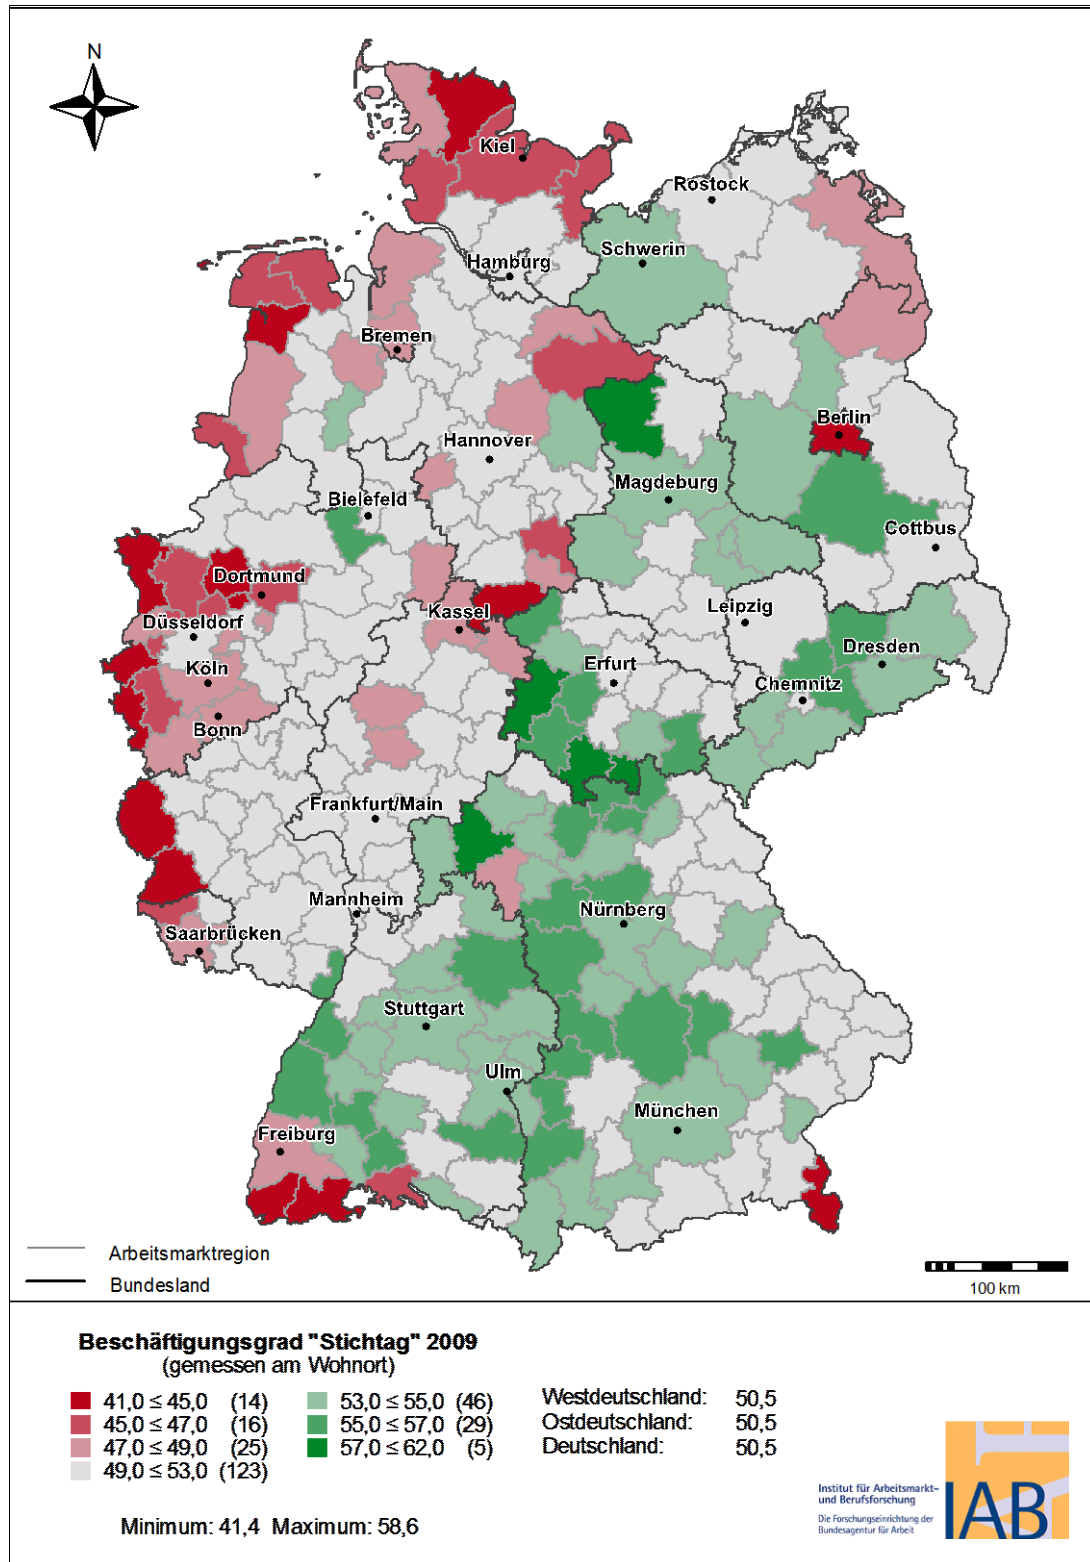 N
Kiel
Rostock
Schwerin
Hamburg
Bremen
Berlin
Hannover
Magdeburg
Bielefeld
Cottbus
Dortmund
Leipzig
Düsseldorf
Kassel
Dresden
Köln
Erfurt
Chemnitz
Bonn
Frankfurt/Main
Mannheim
Nürnberg
Saarbrücken
Stuttgart
Ulm
München
Freiburg
Arbeitsmarktregion
Bundesland
100 km
Beschäftigungsgrad "Stichtag" 2009
(gemessen am Wohnort)
41,0 ≤ 45,0 (14) 53,0 ≤ 55,0 (46) Westdeutschland: 50,5
45,0 ≤ 47,0 (16) 55,0 ≤ 57,0 (29) Ostdeutschland: 50,5
47,0 ≤ 49,0 (25) 57,0 ≤ 62,0 (5) Deutschland: 50,5
49,0 ≤ 53,0 (123)
Minimum: 41,4 Maximum: 58,6
Institut für Arbeitsmarkt-
und Berufsforschung
Die Forschungseinrichtung der
Bundesagentur für Arbeit
IAB